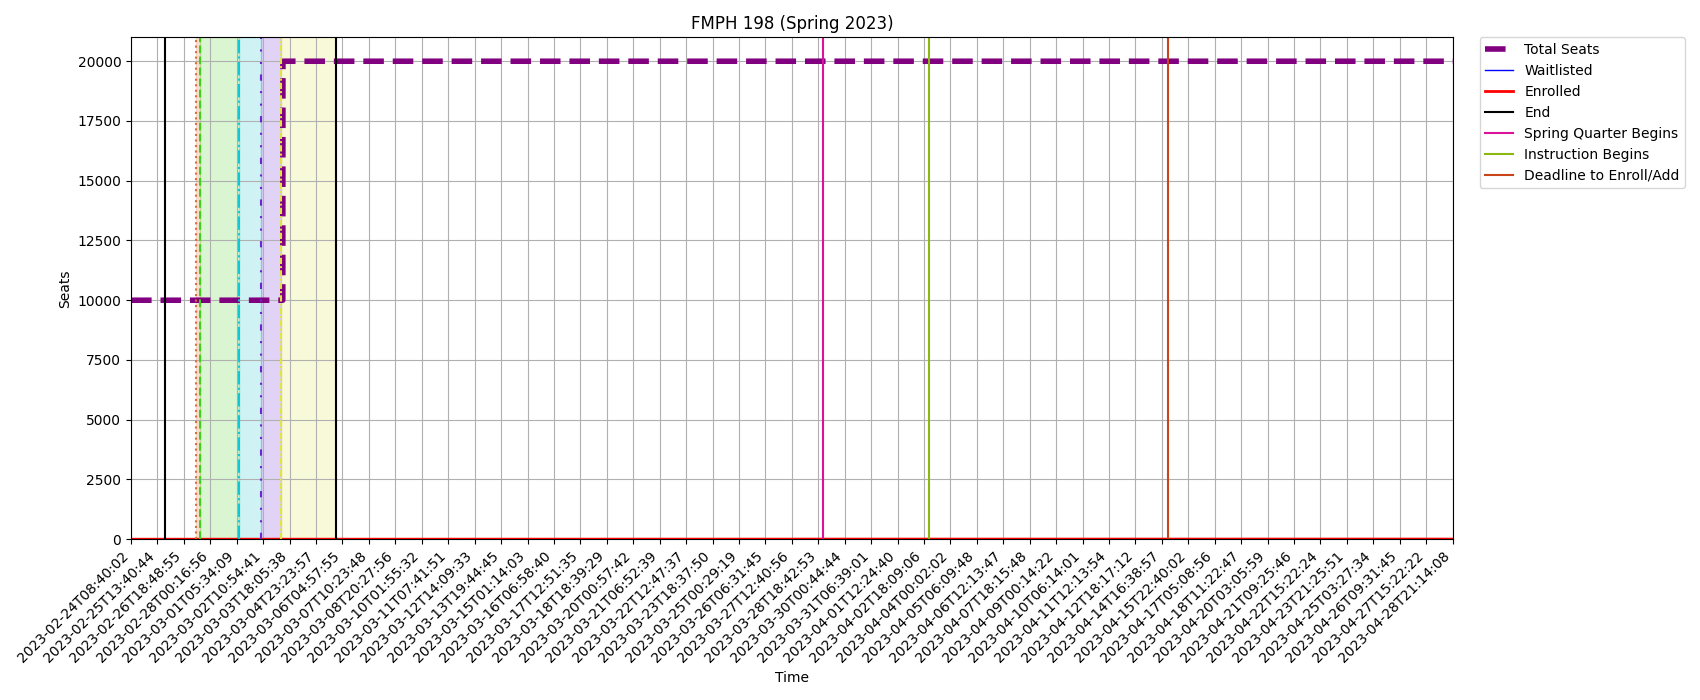 FMPH 198 (Spring 2023)
Total Seats
Waitlisted
Enrolled
End
Spring Quarter Begins
Instruction Begins
Deadline to Enroll/Add
Seats
20000
17500
15000
12500
10000
7500
5000
2500
0
2023-02-24T08:40:02
2023-02-25T13:40:44
2023-02-26T18:48:55
2023-02-28T00:16:56
2023-03-01T05:34:09
2023-03-02T10:54:41
2023-03-03T18:05:38
2023-03-04T23:23:57
2023-03-06T04:57:55
2023-03-07T10:23:48
2023-03-08T20:27:56
2023-03-10T01:55:32
2023-03-11T07:41:51
2023-03-12T14:09:33
2023-03-13T19:44:45
2023-03-15T01:14:03
2023-03-16T06:58:40
2023-03-17T12:51:35
2023-03-18T18:39:29
2023-03-20T00:57:42
2023-03-21T06:52:39
2023-03-22T12:47:37
2023-03-23T18:37:50
2023-03-25T00:29:19
2023-03-26T06:31:45
2023-03-27T12:40:56
2023-03-28T18:42:53
2023-03-30T00:44:44
2023-03-31T06:39:01
2023-04-01T12:24:40
2023-04-02T18:09:06
2023-04-04T00:02:02
2023-04-05T06:09:48
2023-04-06T12:13:47
2023-04-07T18:15:48
2023-04-09T00:14:22
2023-04-10T06:14:01
2023-04-11T12:13:54
2023-04-12T18:17:12
2023-04-14T16:38:57
2023-04-15T22:40:02
2023-04-17T05:08:56
2023-04-18T11:22:47
2023-04-20T03:05:59
2023-04-21T09:25:46
2023-04-22T15:22:24
2023-04-23T21:25:51
2023-04-25T03:27:34
2023-04-26T09:31:45
2023-04-27T15:22:22
2023-04-28T21:14:08
Time